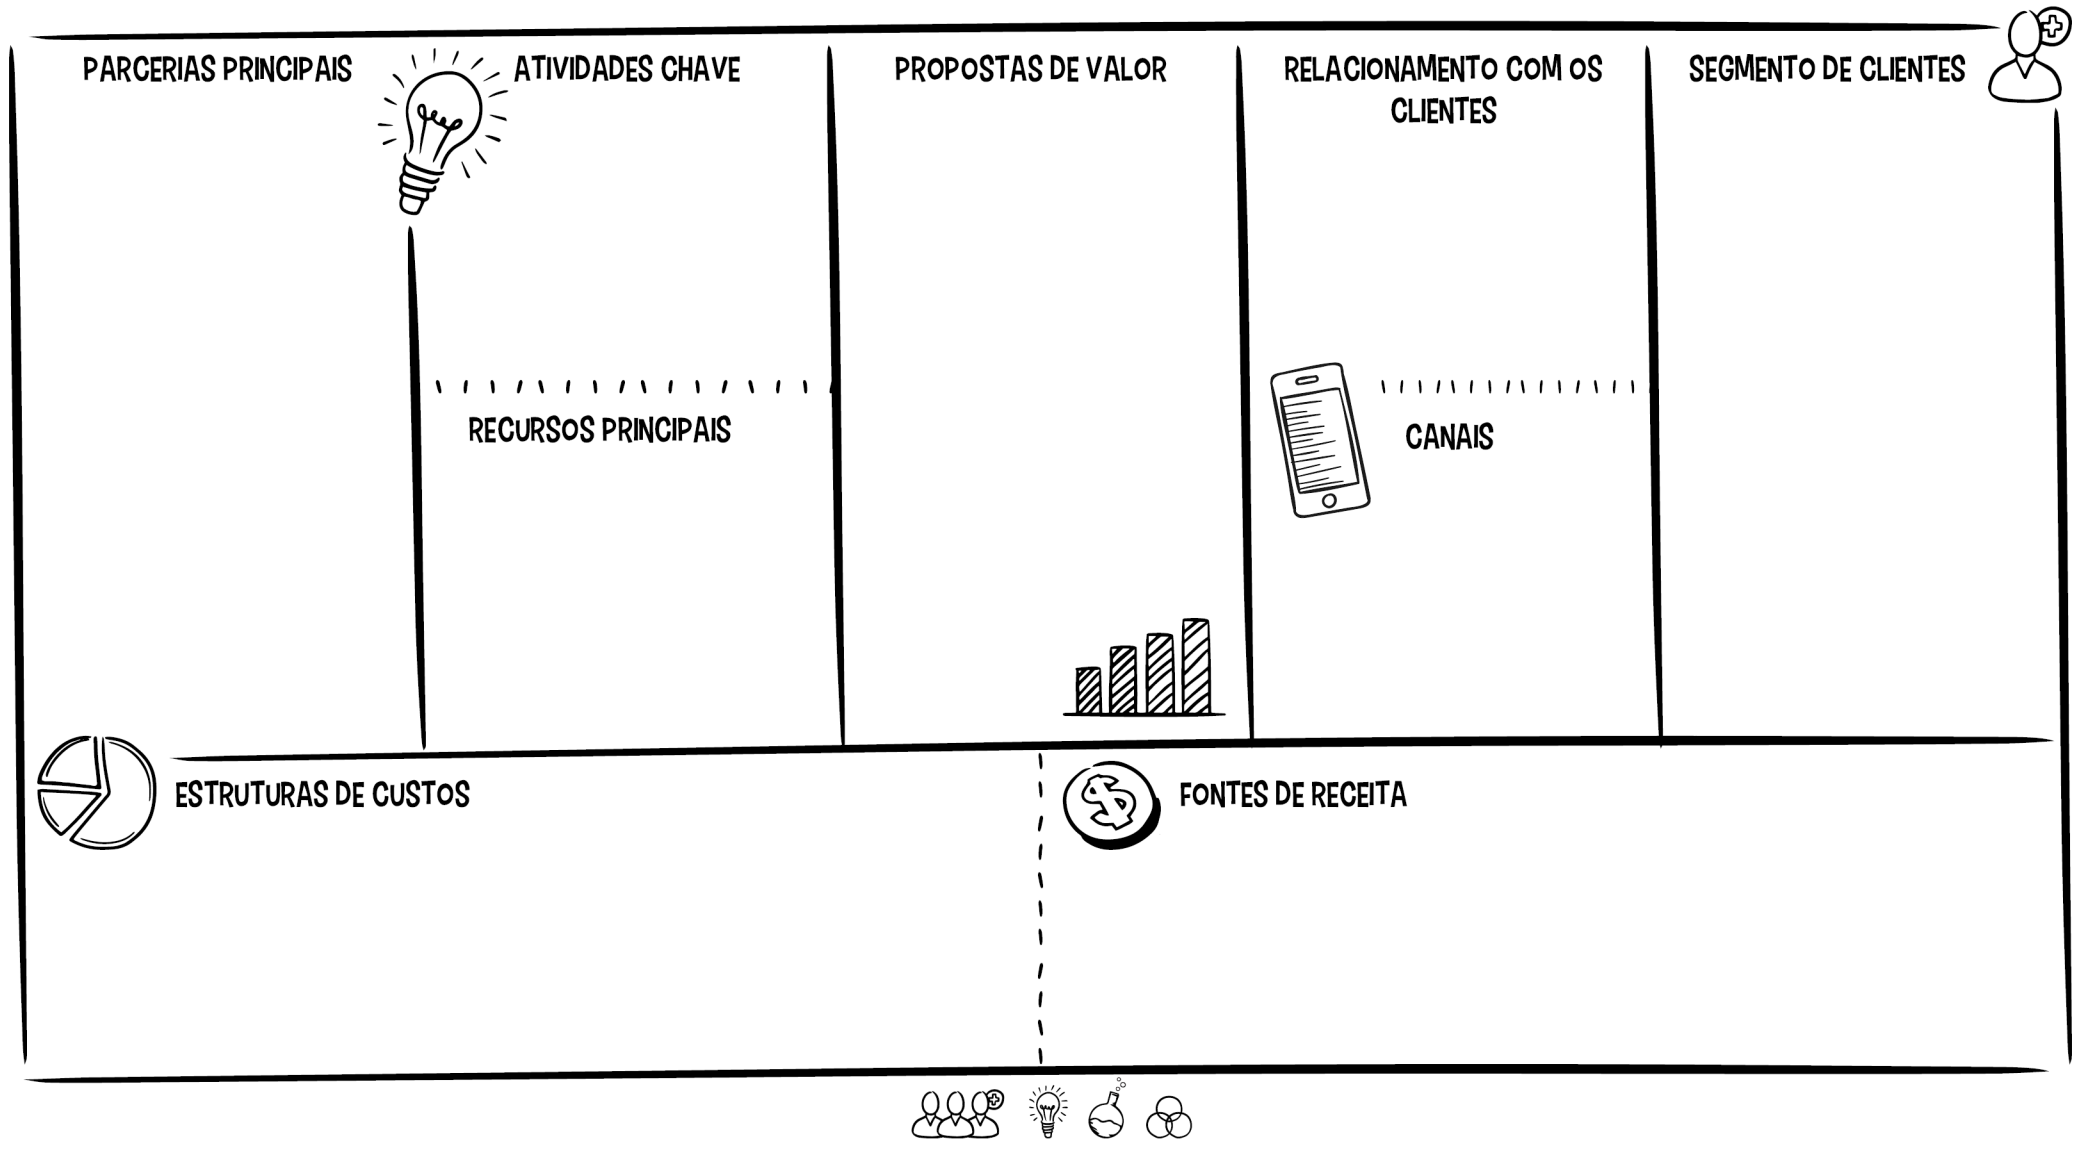 PARCERIAS PRINCIPAIS
ATIVIDADES CHAVE
PROPOSTAS DE VALOR
RELACIONAMENTO COM OS
CLIENTES
SEGMENTO DE CLIENTES
RECURSOS PRINCIPAIS
CANAIS
ESTRUTURAS DE CUSTOS
$
FONTES DE RECEITA